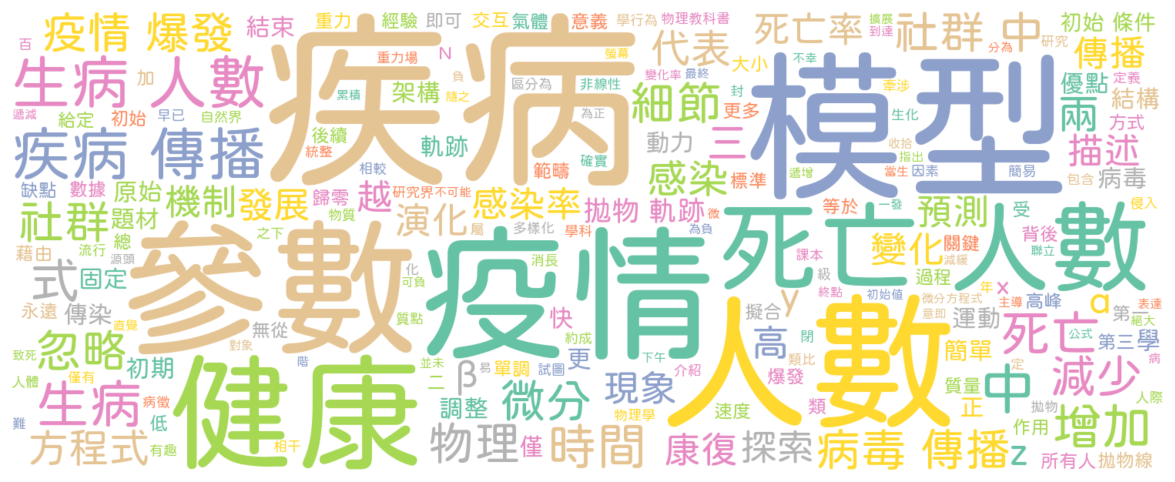 疫情 爆發
結束
重力 經驗 即可 交互 氣體 意義 學行為 物理教科書
死亡率 社群 中
擴展 到達
初始 條件
百
生病 人數
加
重力場
N
疾病
螢幕
代表
大小
不幸
分為
研究
傳播
區分為 非線性
變化率 最終
模型
牽涉
優點 定義
遞減 給定 初始 早已 自然界
累積
架構
負
隨之
為正
細節
更多
封
生化
兩
結構
方式
疾病 傳播
後續
統整
軌跡
範疇
確實
動力
三
收拾
指出
簡易
描述
相較
感染
標準
遞增
當生 因素
包含
病毒
缺點 數據 原始
機制
歸零
研究界不可能
越
社群
題材
發展
物質
演化
屬
感染率
拋物 軌跡
微
等於
一發
預測
受
侵入
總
流行
源頭
藉由
之下
多樣化
學科
為負
死亡 人數
變化
關鍵
減緩
背後
聯立
式
固定
參數
化
可負
疫情
消長
課本
級
過程
年
永遠
傳染
無從
質點
快
y
終點
初始值
微分方程式
x
主導
高峰
a
表達
直覺
對象
階
約成
擬合
人數
意即
運動
第一
絕大
忽略
初期
健康
並未
單調
下午
更
高
閉
類比
簡單
死亡
公式
第三 學
致死
僅有
人體
β
易
二
試圖
介紹
爆發
定
病
生病
病徵
低
調整
微分
現象
類
質量
中
減少
人際
難
物理學
速度
正
拋物
作用
增加
方程式
有趣
相干
物理
僅
時間
康復
探索
病毒 傳播
z
所有人
拋物線